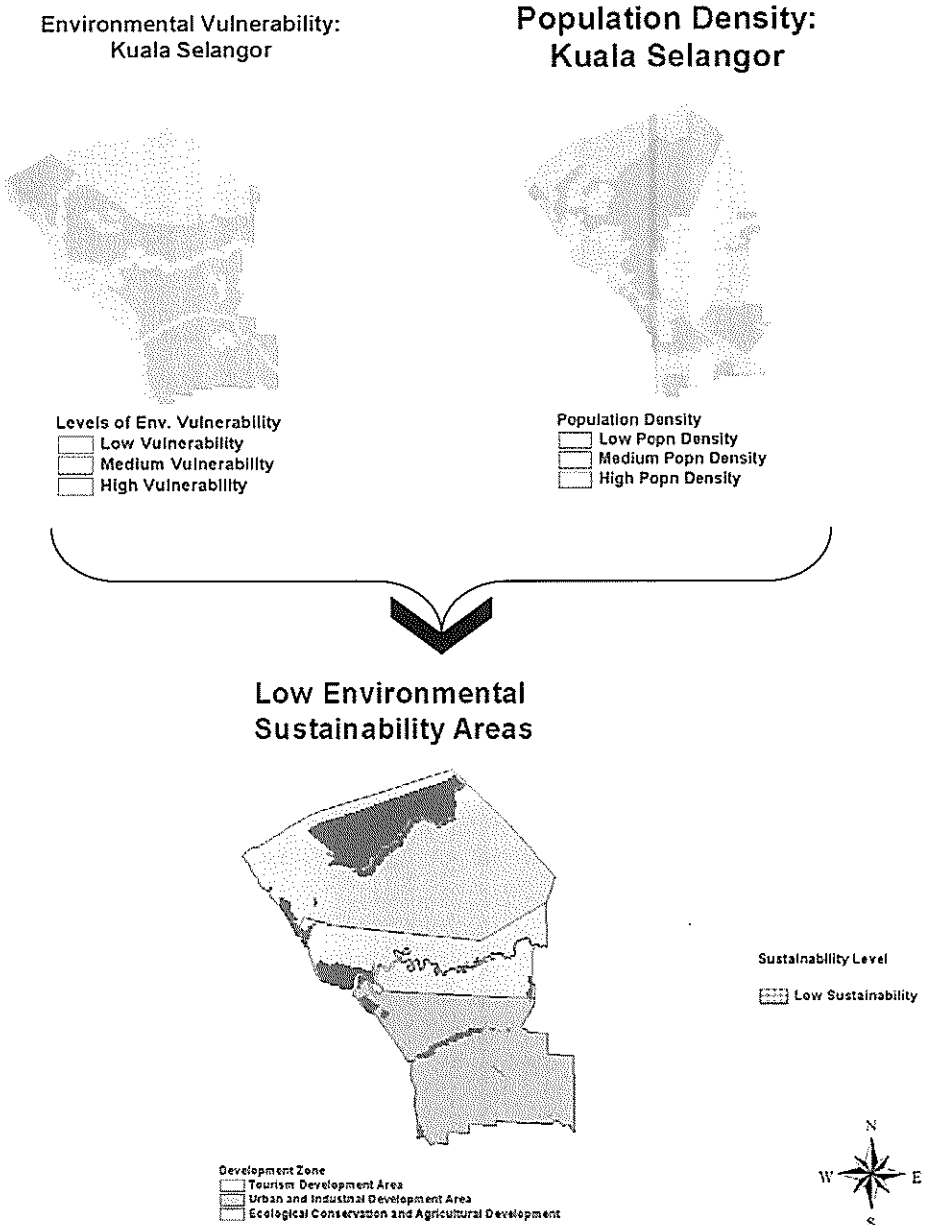 Environmental Vulnerability:
Kuala Selangor
Population Density:
Kuala Selangor
Levels of Env. Vulnerability
Low Vulnerability
Medium Vulnerability
High Vulnerability
Population Density
Low Popn Density
Medium Popn Density
High Popn Density
Low Environmental
Sustainability Areas
Sustainability Level
Low Sustainability
Development Zone
Tourism Development Area
Urban and Industrial Development Area
Ecological Conservation and Agricultural Development
N
W
E
S